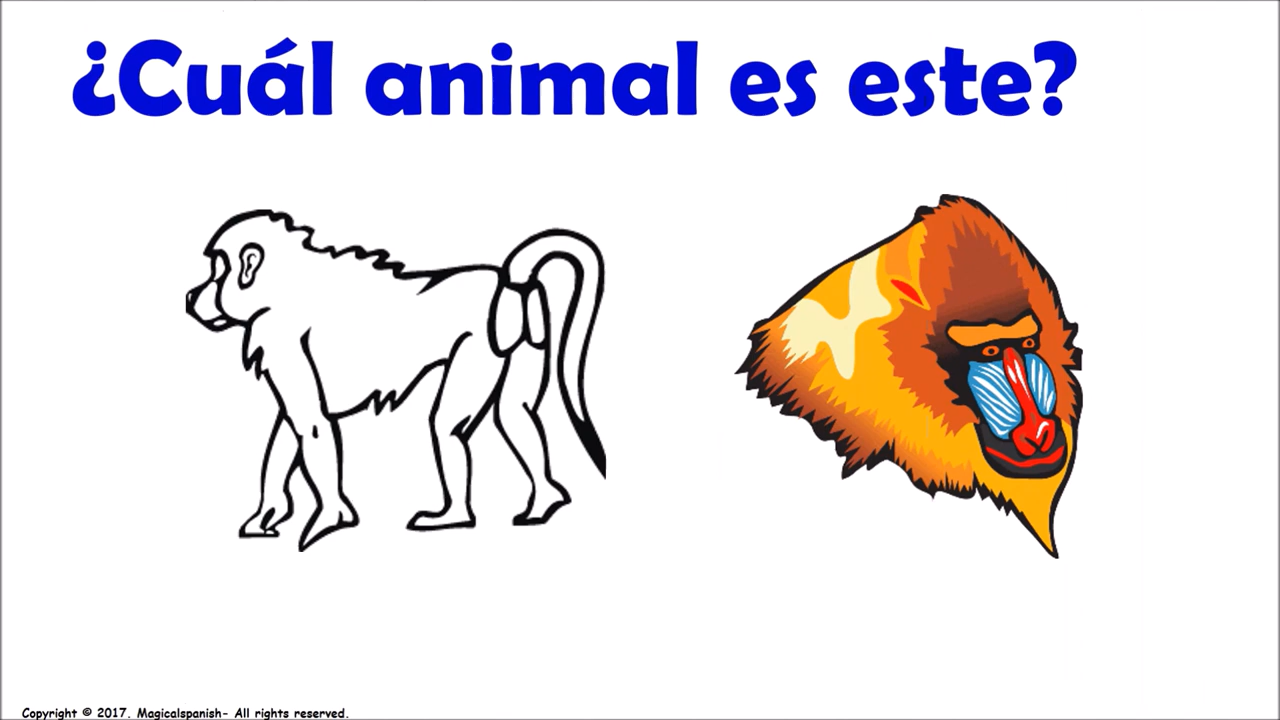 ¿Cuál animal es este?
Copyright © 2017. Magicalspanish- All rights reserved.